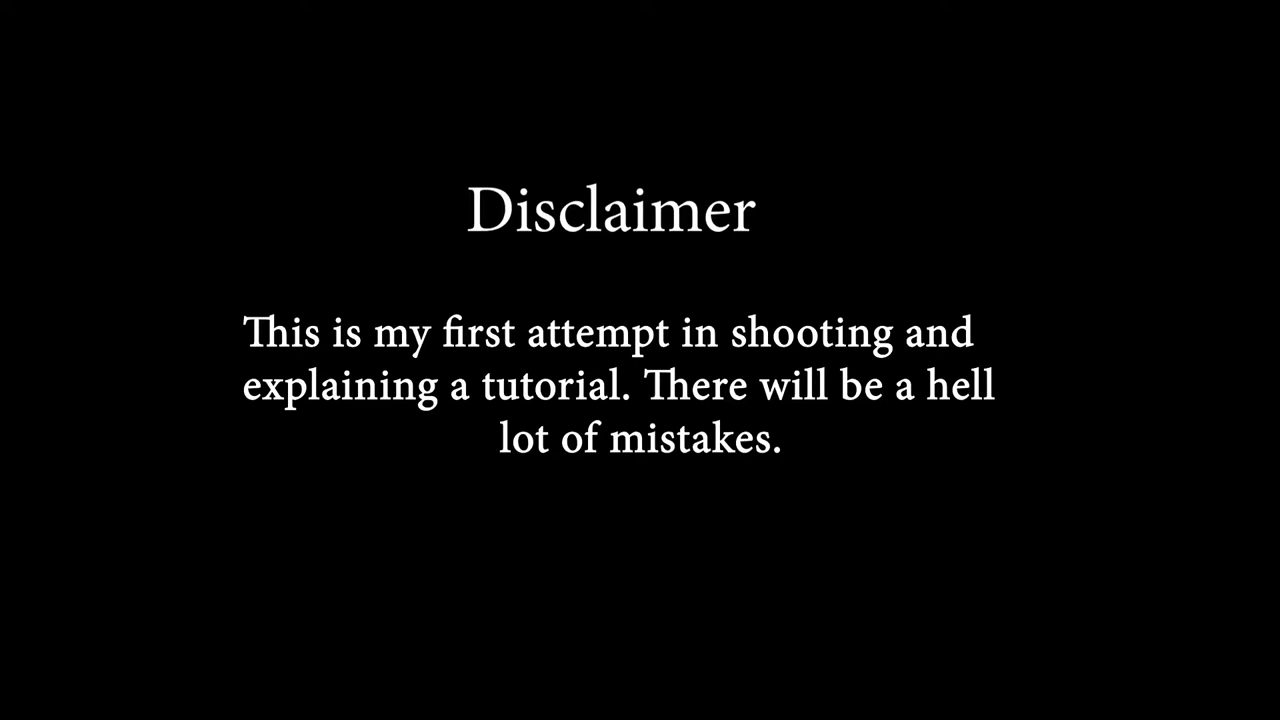 Disclaimer
This is my first attempt in shooting and
explaining a tutorial. There will be a hell
lot of mistakes.